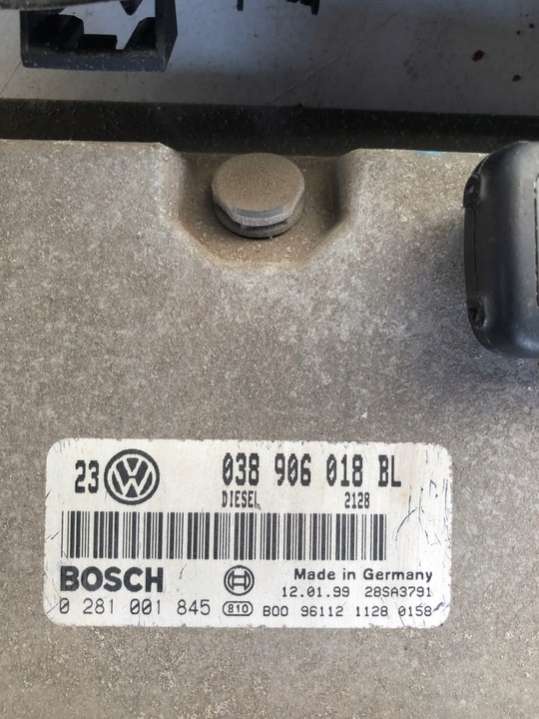 23 VW 038 906 018 BL
DIESEL 2128
BOSCH Made in Germany
12.01.99 28SA3791
0 281 001 845 810 B00 96112 1128 0158